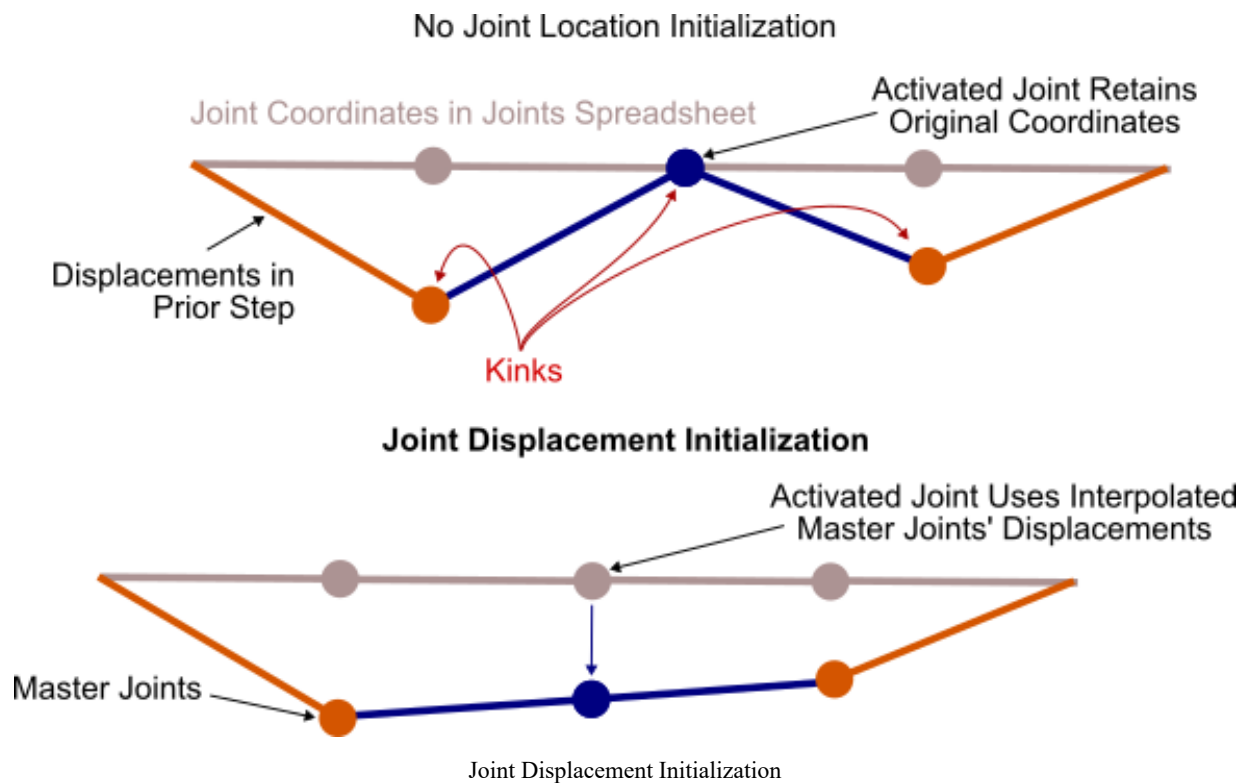 No Joint Location Initialization
Joint Coordinates in Joints Spreadsheet
Activated Joint Retains
Original Coordinates
Displacements in
Prior Step
Kinks
Joint Displacement Initialization
Activated Joint Uses Interpolated
Master Joints' Displacements
Master Joints
Joint Displacement Initialization